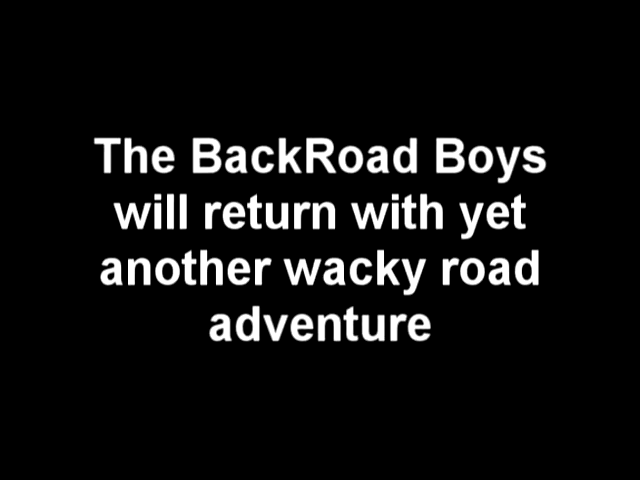 The BackRoad Boys
will return with yet
another wacky road
adventure